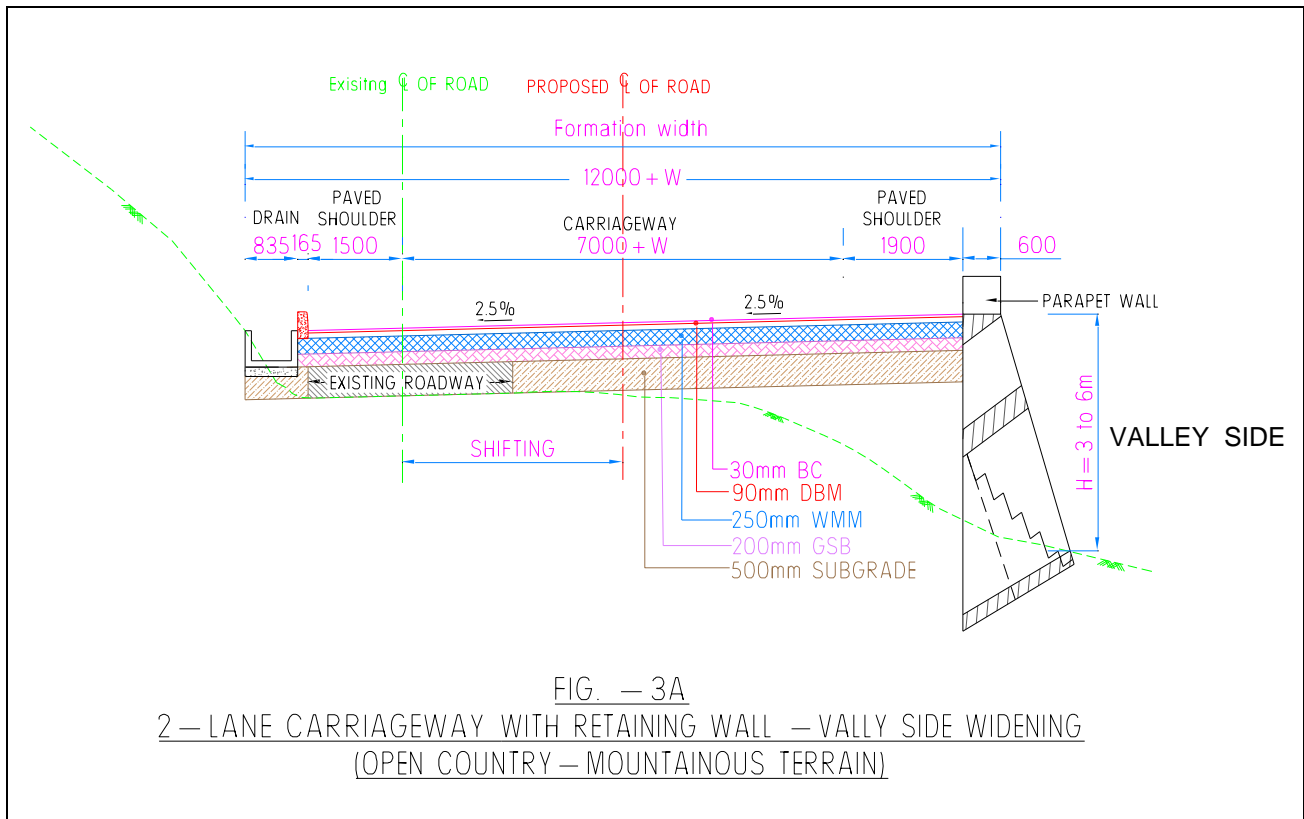 Exisitng ℄ OF ROAD
PROPOSED ℄ OF ROAD
Formation width
12000 + W
DRAIN
PAVED
SHOULDER
CARRIAGEWAY
PAVED
SHOULDER
835 165 1500 7000 + W 1900 600
2.5% 2.5%
PARAPET WALL
EXISTING ROADWAY
SHIFTING
H = 3 to 6m
VALLEY SIDE
30mm BC
90mm DBM
250mm WMM
200mm GSB
500mm SUBGRADE
FIG. — 3A
2 — LANE CARRIAGEWAY WITH RETAINING WALL — VALLY SIDE WIDENING
(OPEN COUNTRY — MOUNTAINOUS TERRAIN)